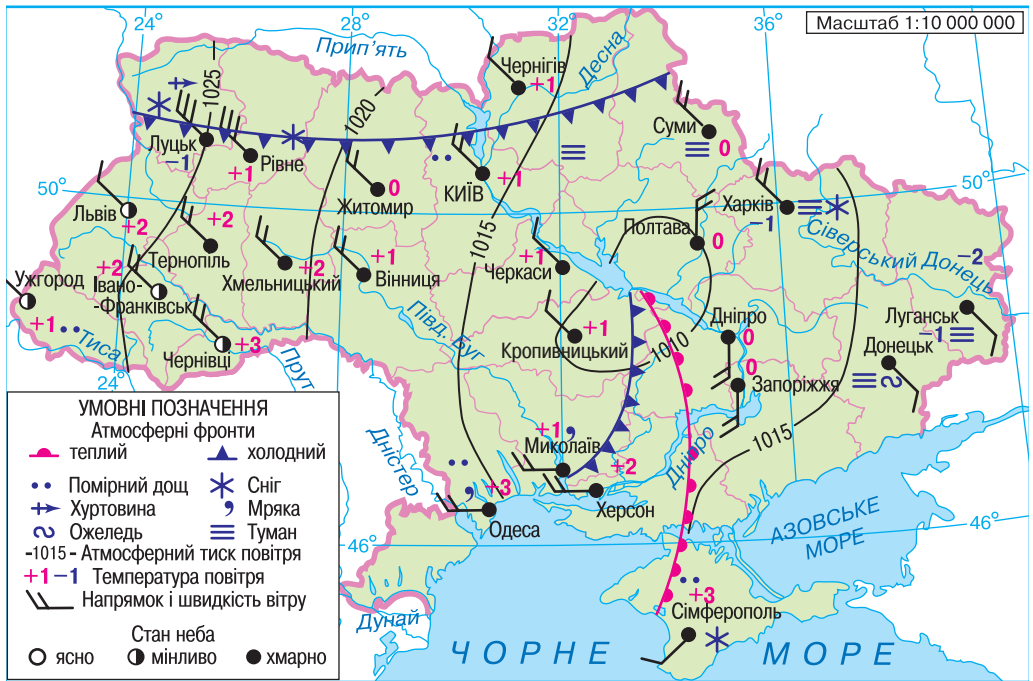 24°
28°
32°
36°
Масштаб 1:10 000 000
Прип'ять
Десна
Чернігів
+1
1025
1020
Луцьк
−1
Рівне
+1
Суми
0
50°
50°
Житомир
0
КИЇВ
+1
Львів
+2
+2
Тернопіль
Харків
−1
Полтава
0
1015
Сіверський Донець
−2
Ужгород
+1
+2
Івано-
-Франківськ
Хмельницький
+2
+1
Вінниця
+1
Черкаси
Чернівці
+3
Тиса
24°
Прут
28°
Півд. Буг
+1
Кропивницький
1010
Дніпро
0
0
Запоріжжя
Луганськ
−1
Донецьк
1015
Дніпро
+1
Миколаїв
+2
Херсон
Дністер
+3
Одеса
46°
46°
АЗОВСЬКЕ
МОРЕ
+3
Сімферополь
Дунай
32°
36°
ЧОРНЕ МОРЕ
УМОВНІ ПОЗНАЧЕННЯ
Атмосферні фронти
теплий
холодний
Помірний дощ
Сніг
Хуртовина
Мряка
Ожеледь
Туман
-1015- Атмосферний тиск повітря
+1 −1 Температура повітря
Напрямок і швидкість вітру
Стан неба
ясно
мінливо
хмарно